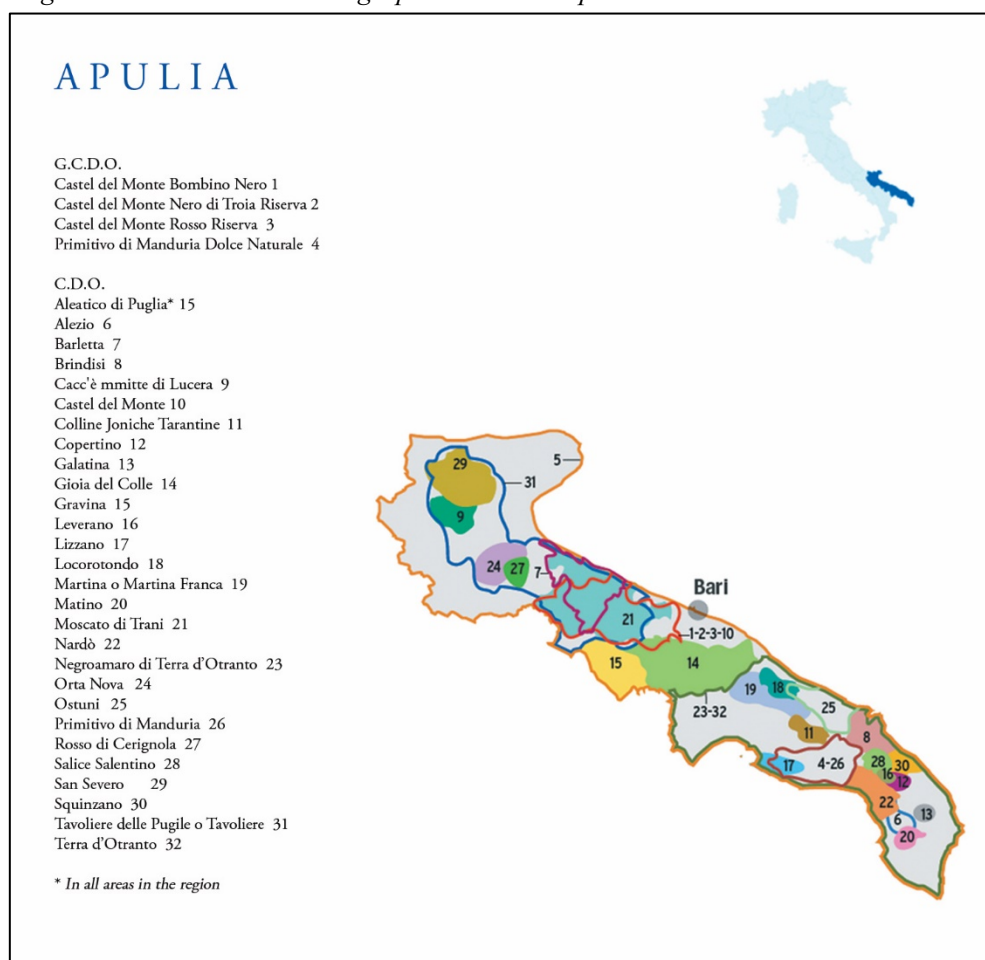 APULIA
G.C.D.O.
Castel del Monte Bombino Nero 1
Castel del Monte Nero di Troia Riserva 2
Castel del Monte Rosso Riserva 3
Primitivo di Manduria Dolce Naturale 4
C.D.O.
Aleatico di Puglia* 15
Alezio 6
Barletta 7
Brindisi 8
Cacc'è mmitte di Lucera 9
Castel del Monte 10
Colline Joniche Tarantine 11
Copertino 12
Galatina 13
Gioia del Colle 14
Gravina 15
Leverano 16
Lizzano 17
Locorotondo 18
Martina o Martina Franca 19
Matino 20
Moscato di Trani 21
Nardò 22
Negroamaro di Terra d'Otranto 23
Orta Nova 24
Ostuni 25
Primitivo di Manduria 26
Rosso di Cerignola 27
Salice Salentino 28
San Severo 29
Squinzano 30
Tavoliere delle Pugile o Tavoliere 31
Terra d'Otranto 32
* In all areas in the region
29
5
31
9
24
27
7
Bari
21
1-2-3-10
15
14
19
18
23-32
25
11
8
17
4-26
28
30
16
12
22
6
13
20